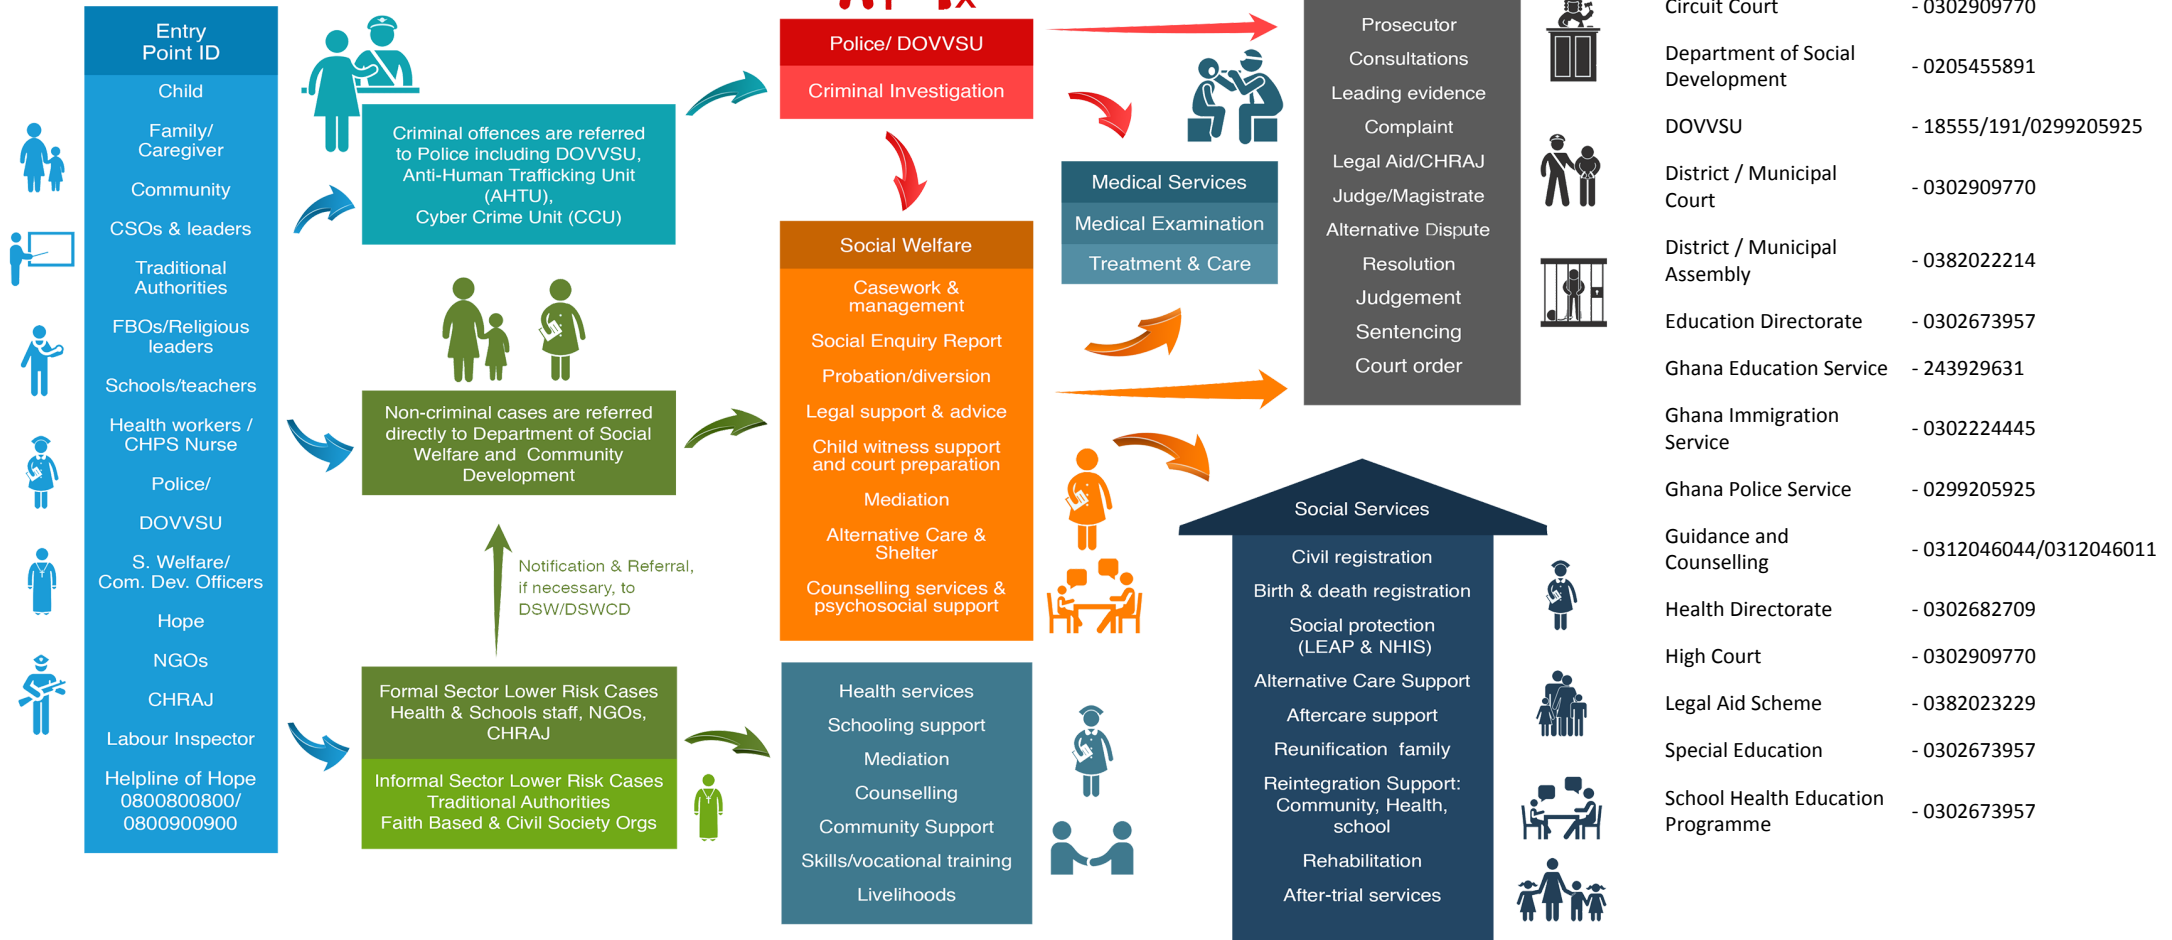 Entry
Point ID
Child
Family/
Caregiver
Community
CSOs & leaders
Traditional
Authorities
FBOs/Religious
leaders
Schools/teachers
Health workers /
CHPS Nurse
Police/
DOVVSU
S. Welfare/
Com. Dev. Officers
Hope
NGOs
CHRAJ
Labour Inspector
Helpline of Hope
0800800800/
0800900900
Criminal offences are referred
to Police including DOVVSU,
Anti-Human Trafficking Unit
(AHTU),
Cyber Crime Unit (CCU)
Non-criminal cases are referred
directly to Department of Social
Welfare and Community
Development
Notification & Referral,
if necessary, to
DSW/DSWCD
Formal Sector Lower Risk Cases
Health & Schools staff, NGOs,
CHRAJ
Informal Sector Lower Risk Cases
Traditional Authorities
Faith Based & Civil Society Orgs
Police/ DOVVSU
Criminal Investigation
Social Welfare
Casework &
management
Social Enquiry Report
Probation/diversion
Legal support & advice
Child witness support
and court preparation
Mediation
Alternative Care &
Shelter
Counselling services &
psychosocial support
Health services
Schooling support
Mediation
Counselling
Community Support
Skills/vocational training
Livelihoods
Medical Services
Medical Examination
Treatment & Care
Prosecutor
Consultations
Leading evidence
Complaint
Legal Aid/CHRAJ
Judge/Magistrate
Alternative Dispute
Resolution
Judgement
Sentencing
Court order
Social Services
Civil registration
Birth & death registration
Social protection
(LEAP & NHIS)
Alternative Care Support
Aftercare support
Reunification family
Reintegration Support:
Community, Health,
school
Rehabilitation
After-trial services
Circuit Court - 0302909770
Department of Social
Development - 0205455891
DOVVSU - 18555/191/0299205925
District / Municipal
Court - 0302909770
District / Municipal
Assembly - 0382022214
Education Directorate - 0302673957
Ghana Education Service - 243929631
Ghana Immigration
Service - 0302224445
Ghana Police Service - 0299205925
Guidance and
Counselling - 0312046044/0312046011
Health Directorate - 0302682709
High Court - 0302909770
Legal Aid Scheme - 0382023229
Special Education - 0302673957
School Health Education
Programme - 0302673957